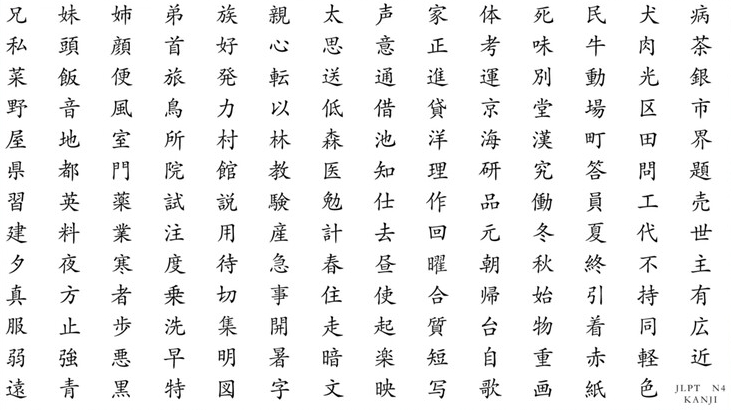 兄 妹 姉 弟 族 親 太 声 家 体 死 民 犬 病
私 頭 顔 首 好 心 思 意 正 考 味 牛 肉 茶
菜 飯 便 旅 発 転 送 通 進 運 別 動 光 銀
野 音 風 鳥 力 以 低 借 貸 京 堂 場 区 市
屋 地 室 所 村 林 森 池 洋 海 漢 町 田 界
県 都 門 院 館 教 医 知 理 研 究 答 問 題
習 英 薬 試 説 験 勉 仕 作 品 働 員 工 売
建 料 業 注 用 産 計 去 回 元 冬 夏 代 世
夕 夜 寒 度 待 急 春 昼 曜 朝 秋 終 不 主
真 方 者 乗 切 事 住 使 合 帰 始 引 持 有
服 止 歩 洗 集 開 走 起 質 台 物 着 同 広
弱 強 悪 早 明 暑 暗 楽 短 自 重 赤 軽 近
遠 青 黒 特 図 字 文 映 写 歌 画 紙 色
JLPT N4
KANJI